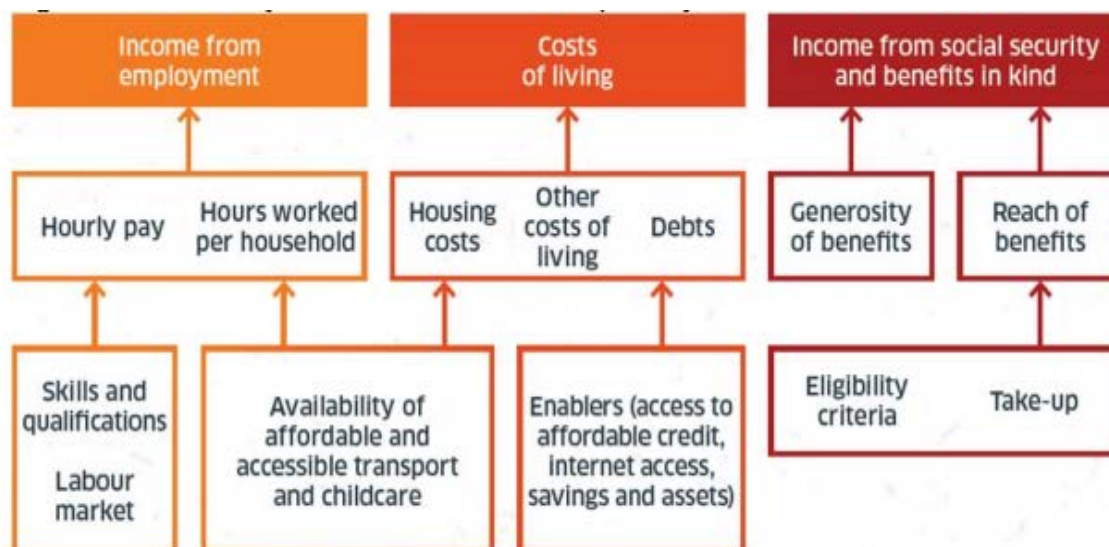 Income from
employment
Costs
of living
Income from social security
and benefits in kind
Hourly pay
Hours worked
per household
Housing
costs
Other
costs of
living
Debts
Generosity
of benefits
Reach of
benefits
Skills and
qualifications
Labour
market
Availability of
affordable and
accessible transport
and childcare
Enablers (access to
affordable credit,
internet access,
savings and assets)
Eligibility
criteria
Take-up